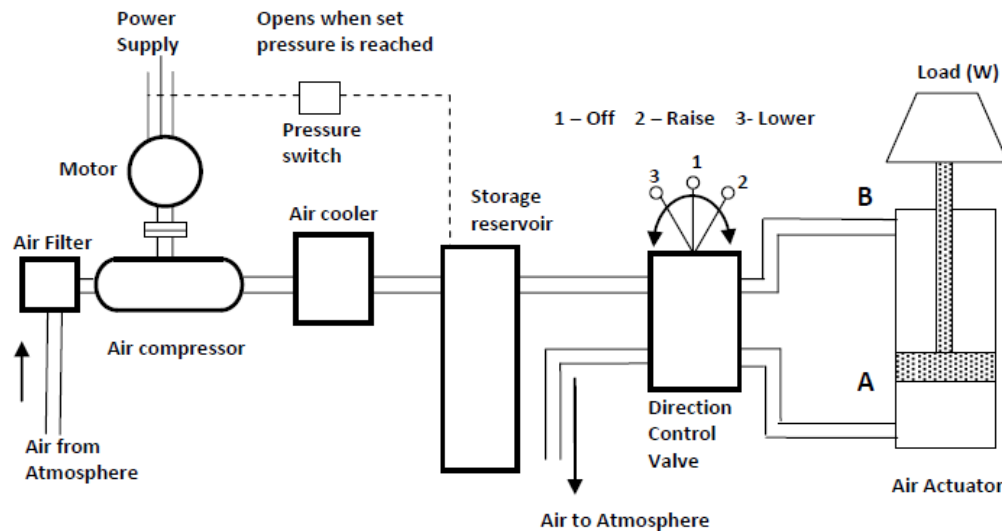 Power
Supply
Opens when set
pressure is reached
Load (W)
Pressure
switch
1 – Off 2 – Raise 3- Lower
Motor
3
1
2
Storage
reservoir
B
Air cooler
Air Filter
Air compressor
A
Air from
Atmosphere
Direction
Control
Valve
Air Actuator
Air to Atmosphere